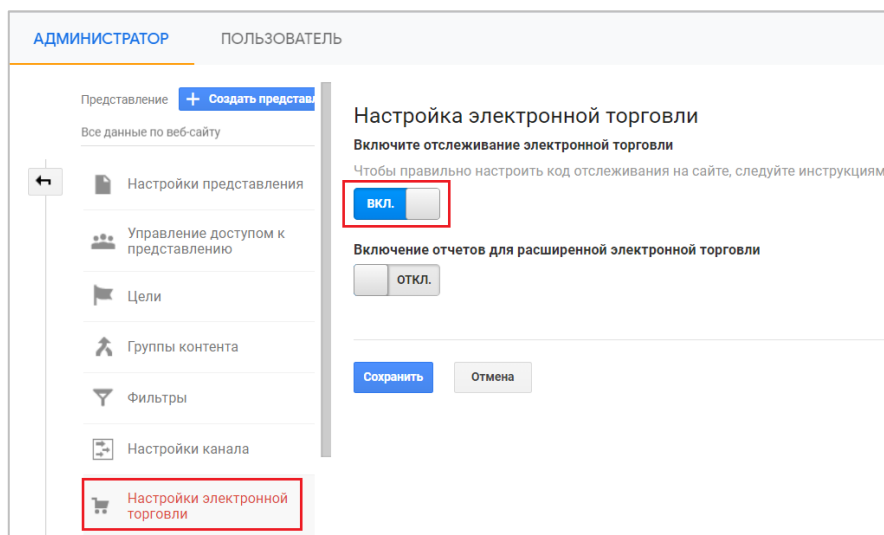 АДМИНИСТРАТОР ПОЛЬЗОВАТЕЛЬ
Представление + Создать представл
Все данные по веб-сайту
Настройки представления
Управление доступом к
представлению
Цели
Группы контента
Фильтры
Настройки канала
Настройки электронной
торговли
Настройка электронной торговли
Включите отслеживание электронной торговли
Чтобы правильно настроить код отслеживания на сайте, следуйте инструкциям
ВКЛ.
Включение отчетов для расширенной электронной торговли
ОТКЛ.
Сохранить Отмена